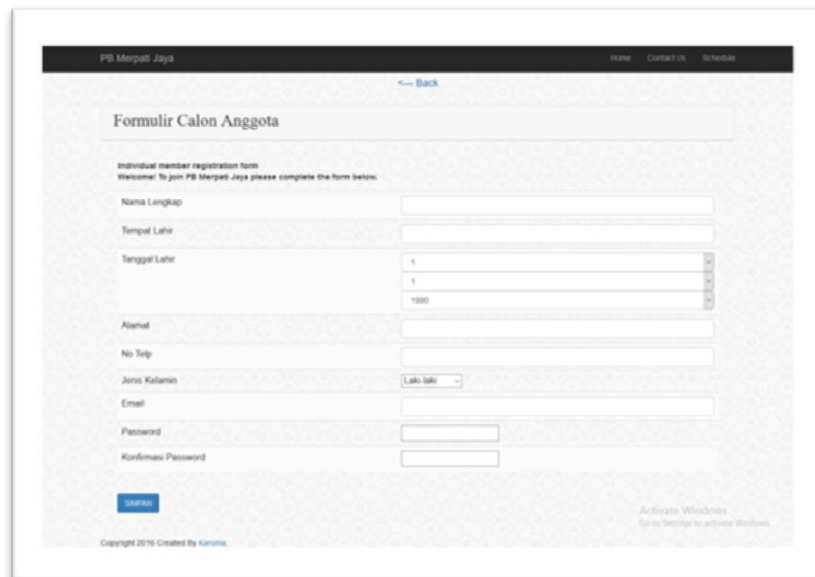 PB Merpati Jaya
Home Contact Us Schedule
<--- Back
Formulir Calon Anggota
Individual member registration form
Welcome! To join PB Merpati Jaya please complete the form below.
Nama Lengkap
Tempat Lahir
Tanggal Lahir
1
1
1990
Alamat
No Telp
Jenis Kelamin
Laki-laki
Email
Password
Konfirmasi Password
SIMPAN
Activate Windows
Go to Settings to activate Windows.
Copyright 2016 Created By